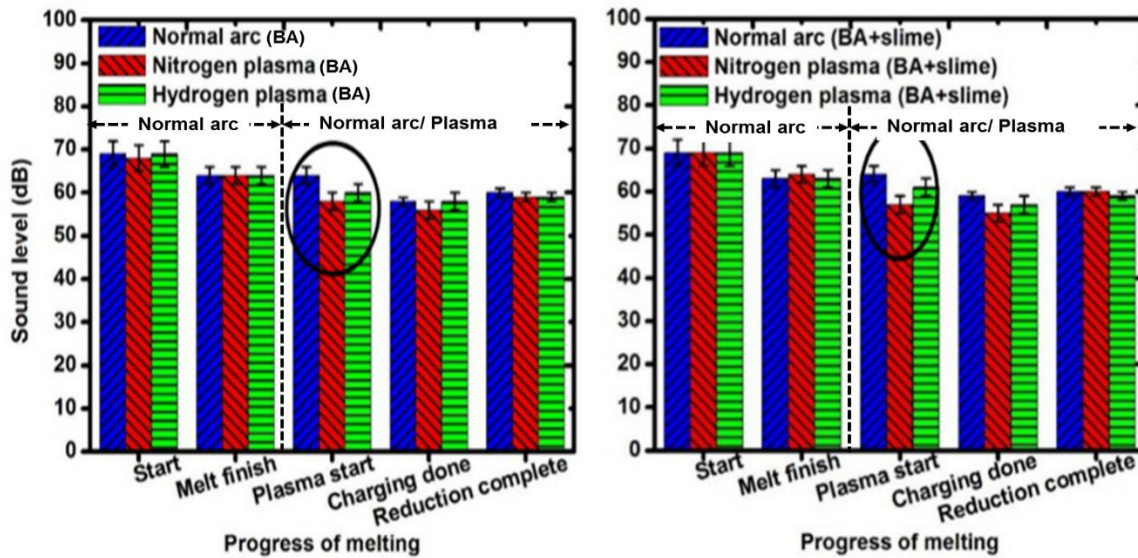 100
90
80
70
60
50
40
30
20
10
0
Sound level (dB)
Normal arc (BA)
Nitrogen plasma (BA)
Hydrogen plasma (BA)
Normal arc
Normal arc/ Plasma
Start
Melt finish
Plasma start
Charging done
Reduction complete
Progress of melting
100
90
80
70
60
50
40
30
20
10
0
Normal arc (BA+slime)
Nitrogen plasma (BA+slime)
Hydrogen plasma (BA+slime)
Normal arc
Normal arc/ Plasma
Start
Melt finish
Plasma start
Charging done
Reduction complete
Progress of melting